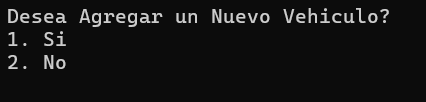 Desea Agregar un Nuevo Vehiculo?
1. Si
2. No